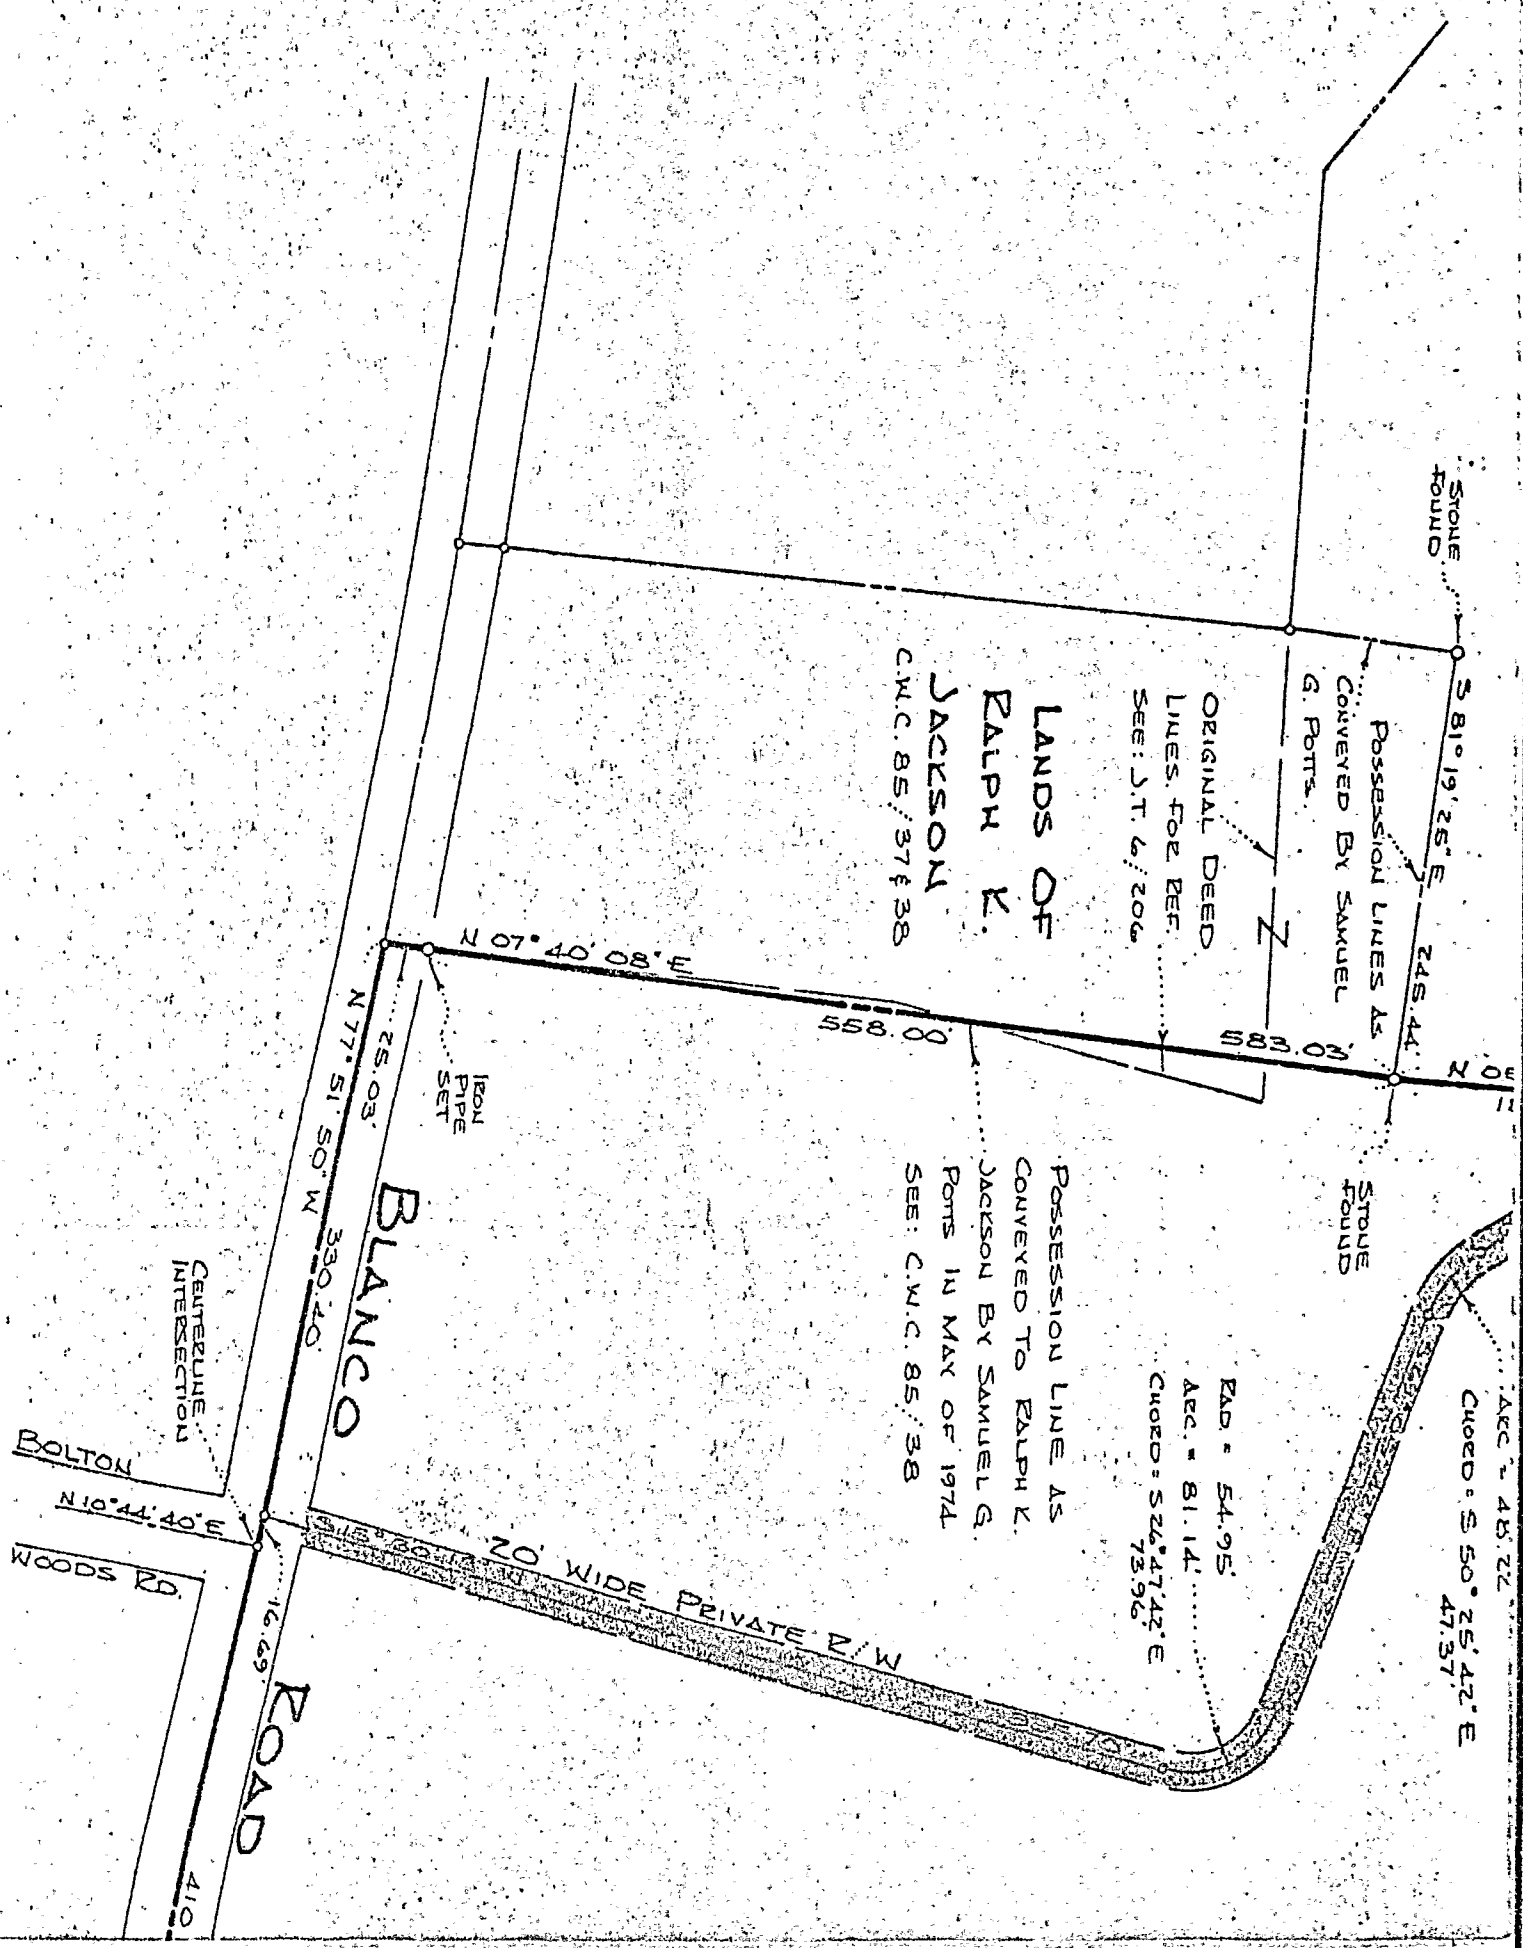 STONE
FOUND
S 81° 19' 25" E
245.44'
POSSESSION LINES AS
CONVEYED BY SAMUEL
G. POTTS.
ORIGINAL DEED
LINES. FOR REF.
SEE: J.T. 6/206
LANDS OF
RALPH K.
JACKSON
C.W.C. 85/37 & 38
N 07° 40' 08" E
558.00'
583.03'
STONE
FOUND
IRON
PIPE
SET
25.03'
N 77° 51' 50" W
330.40'
POSSESSION LINE AS
CONVEYED TO RALPH K.
JACKSON BY SAMUEL G.
POTTS IN MAY OF 1974
SEE: C.W.C. 85/38
ARC = 48.22
CHORD = S 50° 25' 42" E
47.37'
RAD = 54.95'
ARC. = 81.14'
CHORD = S 26° 47' 42" E
73.96'
20' WIDE PRIVATE R/W
BLANCO
ROAD
CENTERLINE
INTERSECTION
BOLTON
N 10° 44' 40" E
WOODS RD.
16.69'
410